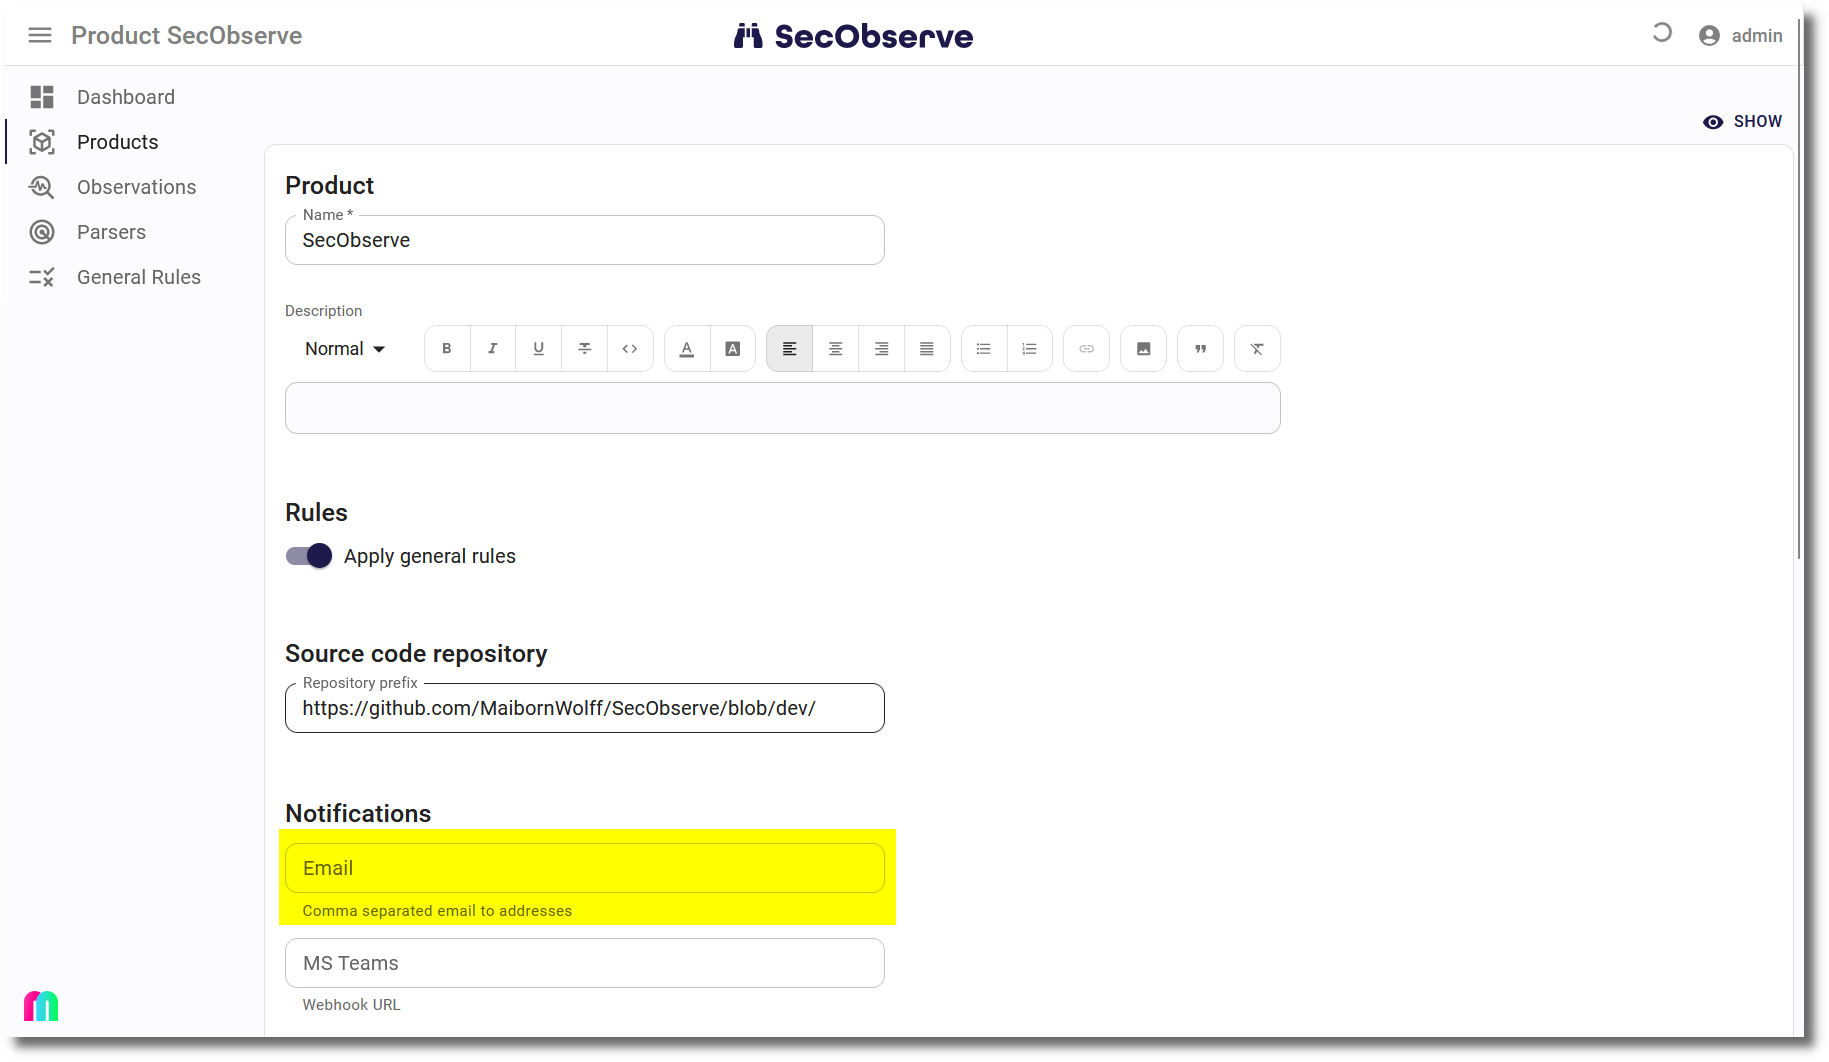 Product SecObserve
SecObserve
admin
Dashboard
Products
Observations
Parsers
General Rules
SHOW
Product
Name *
SecObserve
Description
Normal
Rules
Apply general rules
Source code repository
Repository prefix
https://github.com/MaibornWolff/SecObserve/blob/dev/
Notifications
Email
Comma separated email to addresses
MS Teams
Webhook URL